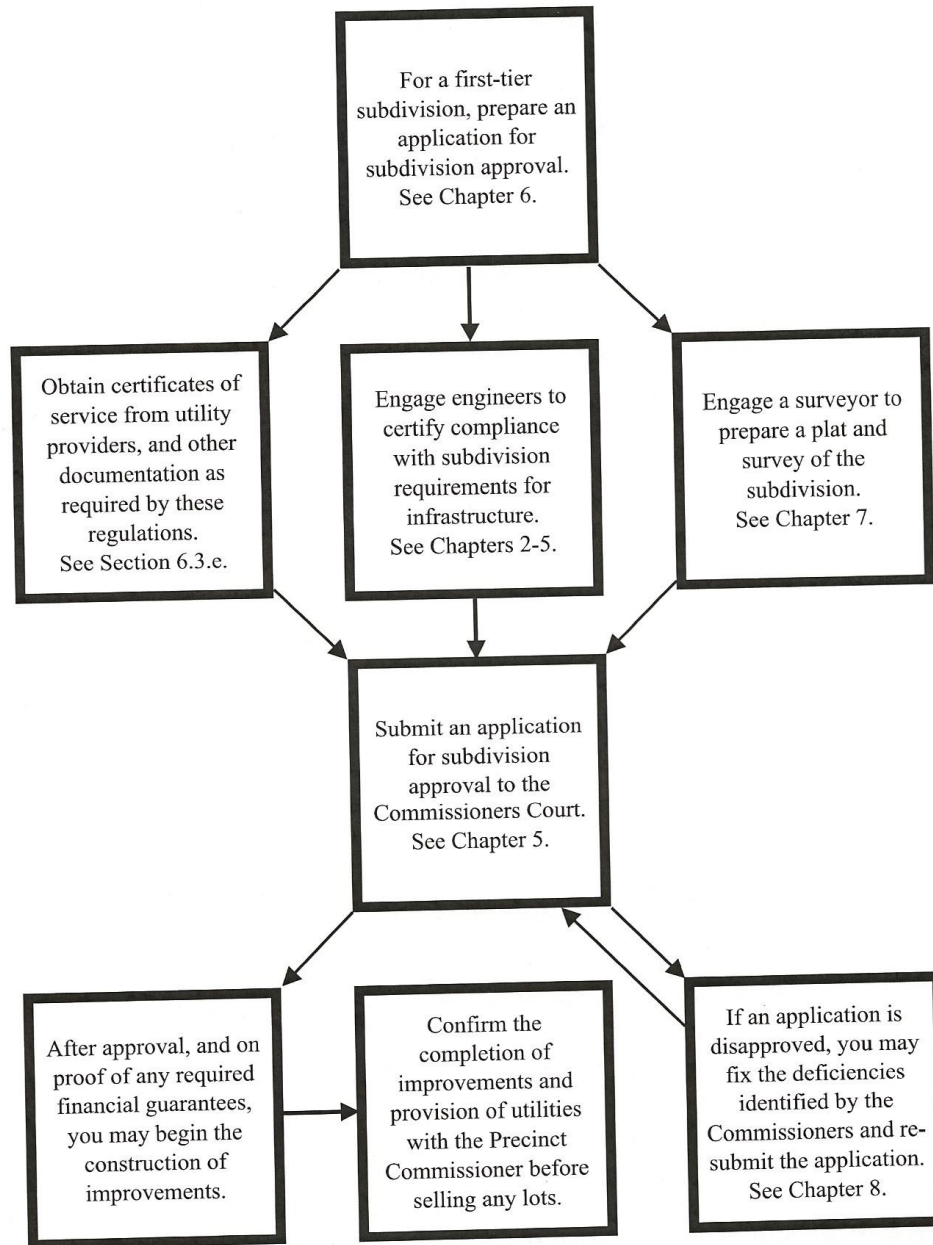 For a first-tier
subdivision, prepare an
application for
subdivision approval.
See Chapter 6.
Obtain certificates of
service from utility
providers, and other
documentation as
required by these
regulations.
See Section 6.3.e.
Engage engineers to
certify compliance
with subdivision
requirements for
infrastructure.
See Chapters 2-5.
Engage a surveyor to
prepare a plat and
survey of the
subdivision.
See Chapter 7.
Submit an application
for subdivision
approval to the
Commissioners Court.
See Chapter 5.
After approval, and on
proof of any required
financial guarantees,
you may begin the
construction of
improvements.
Confirm the
completion of
improvements and
provision of utilities
with the Precinct
Commissioner before
selling any lots.
If an application is
disapproved, you may
fix the deficiencies
identified by the
Commissioners and re-
submit the application.
See Chapter 8.